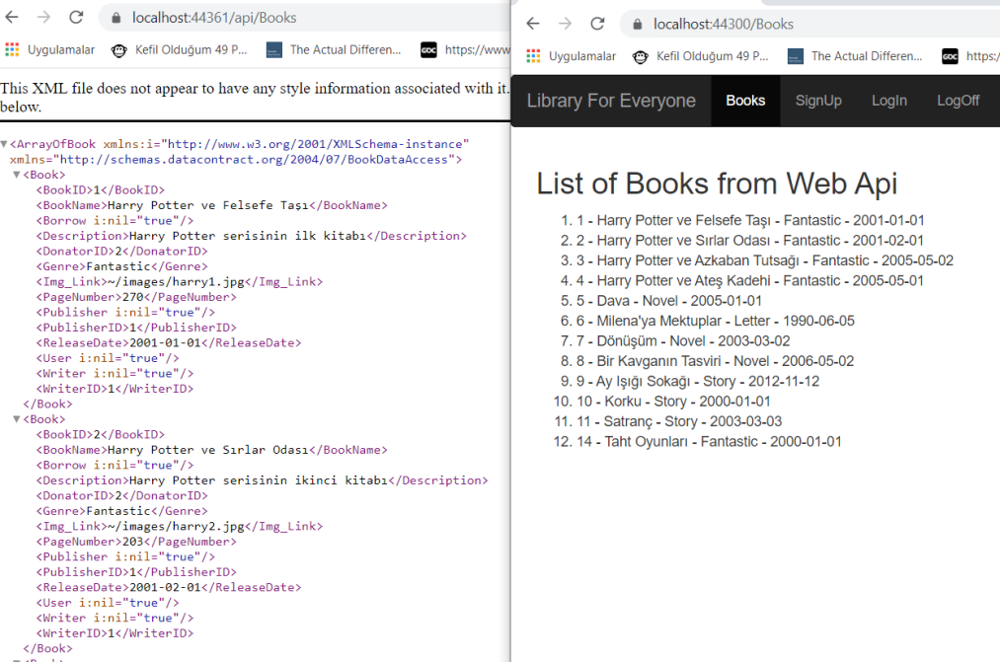 localhost:44361/api/Books
Uygulamalar
Kefil Olduğum 49 P...
The Actual Differen...
GDC
https://www
This XML file does not appear to have any style information associated with it.
below.
▼<ArrayOfBook xmlns:i="http://www.w3.org/2001/XMLSchema-instance"
xmlns="http://schemas.datacontract.org/2004/07/BookDataAccess">
▼<Book>
<BookID>1</BookID>
<BookName>Harry Potter ve Felsefe Taşı</BookName>
<Borrow i:nil="true"/>
<Description>Harry Potter serisinin ilk kitabı</Description>
<DonatorID>2</DonatorID>
<Genre>Fantastic</Genre>
<Img_Link>~/images/harry1.jpg</Img_Link>
<PageNumber>270</PageNumber>
<Publisher i:nil="true"/>
<PublisherID>1</PublisherID>
<ReleaseDate>2001-01-01</ReleaseDate>
<User i:nil="true"/>
<Writer i:nil="true"/>
<WriterID>1</WriterID>
</Book>
▼<Book>
<BookID>2</BookID>
<BookName>Harry Potter ve Sırlar Odası</BookName>
<Borrow i:nil="true"/>
<Description>Harry Potter serisinin ikinci kitabı</Description>
<DonatorID>2</DonatorID>
<Genre>Fantastic</Genre>
<Img_Link>~/images/harry2.jpg</Img_Link>
<PageNumber>203</PageNumber>
<Publisher i:nil="true"/>
<PublisherID>1</PublisherID>
<ReleaseDate>2001-02-01</ReleaseDate>
<User i:nil="true"/>
<Writer i:nil="true"/>
<WriterID>1</WriterID>
</Book>
localhost:44300/Books
Uygulamalar
Kefil Olduğum 49 P...
The Actual Differen...
GDC
https:/
Library For Everyone
Books
SignUp
LogIn
LogOff
List of Books from Web Api
1. 1 - Harry Potter ve Felsefe Taşı - Fantastic - 2001-01-01
2. 2 - Harry Potter ve Sırlar Odası - Fantastic - 2001-02-01
3. 3 - Harry Potter ve Azkaban Tutsağı - Fantastic - 2005-05-02
4. 4 - Harry Potter ve Ateş Kadehi - Fantastic - 2005-05-01
5. 5 - Dava - Novel - 2005-01-01
6. 6 - Milena'ya Mektuplar - Letter - 1990-06-05
7. 7 - Dönüşüm - Novel - 2003-03-02
8. 8 - Bir Kavganın Tasviri - Novel - 2006-05-02
9. 9 - Ay Işığı Sokağı - Story - 2012-11-12
10. 10 - Korku - Story - 2000-01-01
11. 11 - Satranç - Story - 2003-03-03
12. 14 - Taht Oyunları - Fantastic - 2000-01-01